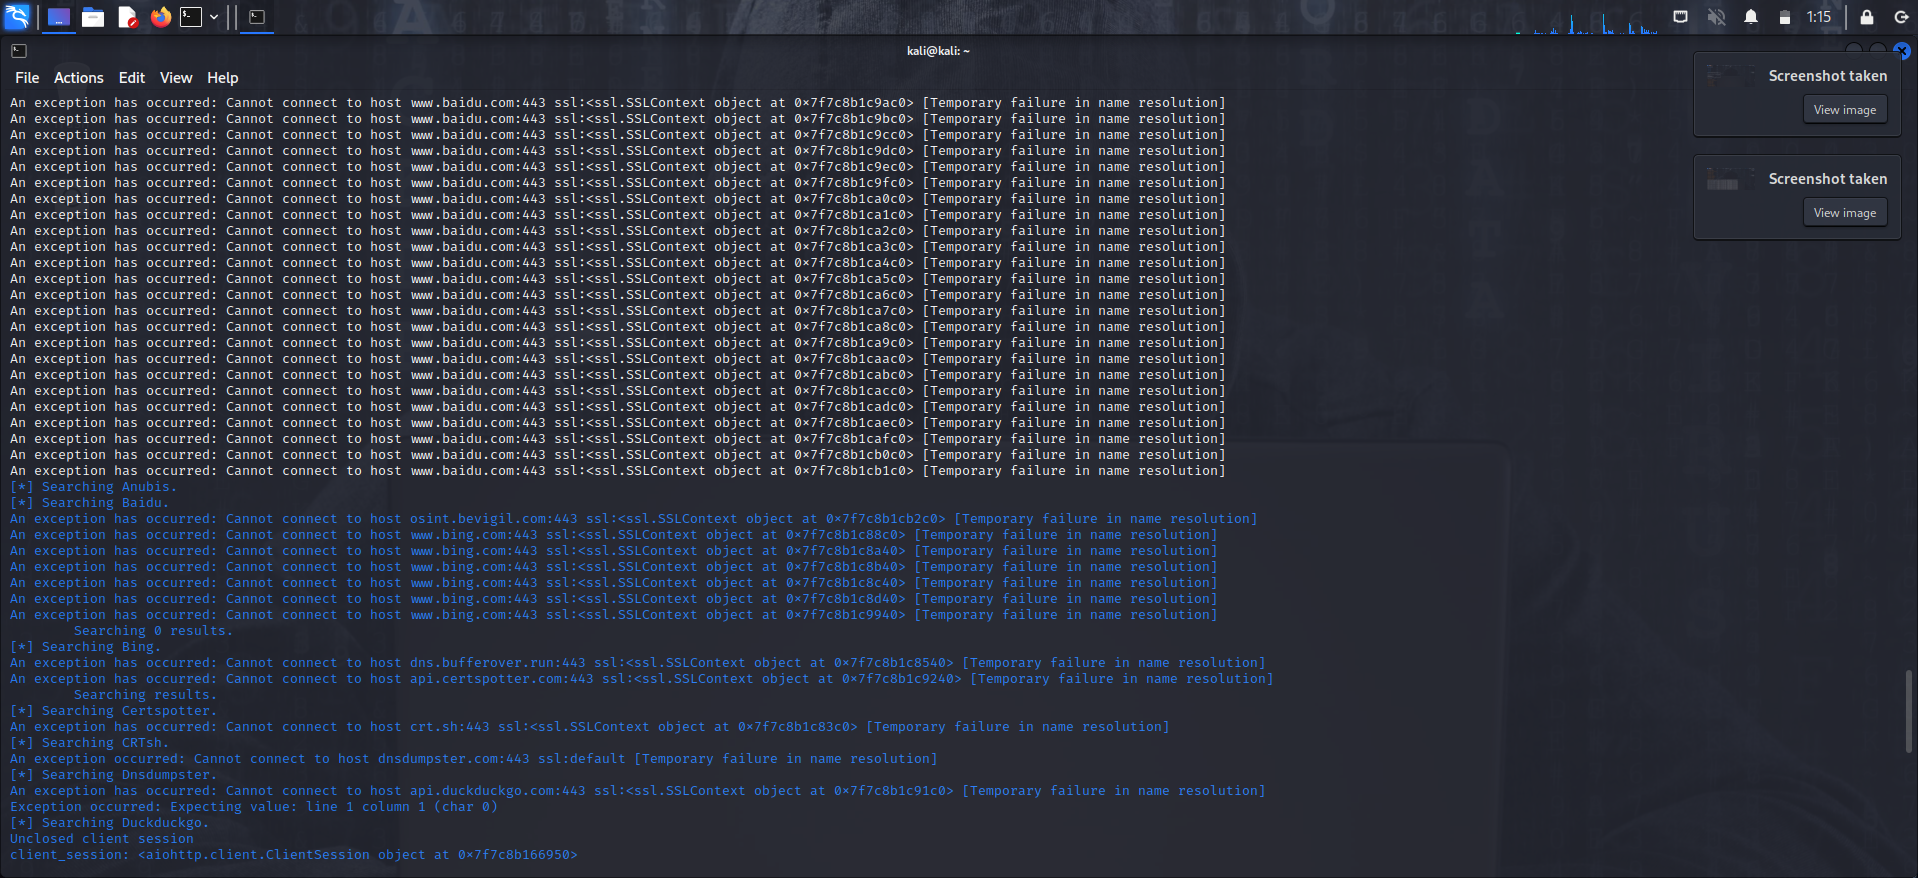 1:15
kali@kali: ~
File Actions Edit View Help
Screenshot taken
View image
Screenshot taken
View image
An exception has occurred: Cannot connect to host www.baidu.com:443 ssl:<ssl.SSLContext object at 0×7f7c8b1c9ac0> [Temporary failure in name resolution]
An exception has occurred: Cannot connect to host www.baidu.com:443 ssl:<ssl.SSLContext object at 0×7f7c8b1c9bc0> [Temporary failure in name resolution]
An exception has occurred: Cannot connect to host www.baidu.com:443 ssl:<ssl.SSLContext object at 0×7f7c8b1c9cc0> [Temporary failure in name resolution]
An exception has occurred: Cannot connect to host www.baidu.com:443 ssl:<ssl.SSLContext object at 0×7f7c8b1c9dc0> [Temporary failure in name resolution]
An exception has occurred: Cannot connect to host www.baidu.com:443 ssl:<ssl.SSLContext object at 0×7f7c8b1c9ec0> [Temporary failure in name resolution]
An exception has occurred: Cannot connect to host www.baidu.com:443 ssl:<ssl.SSLContext object at 0×7f7c8b1c9fc0> [Temporary failure in name resolution]
An exception has occurred: Cannot connect to host www.baidu.com:443 ssl:<ssl.SSLContext object at 0×7f7c8b1ca0c0> [Temporary failure in name resolution]
An exception has occurred: Cannot connect to host www.baidu.com:443 ssl:<ssl.SSLContext object at 0×7f7c8b1ca1c0> [Temporary failure in name resolution]
An exception has occurred: Cannot connect to host www.baidu.com:443 ssl:<ssl.SSLContext object at 0×7f7c8b1ca2c0> [Temporary failure in name resolution]
An exception has occurred: Cannot connect to host www.baidu.com:443 ssl:<ssl.SSLContext object at 0×7f7c8b1ca3c0> [Temporary failure in name resolution]
An exception has occurred: Cannot connect to host www.baidu.com:443 ssl:<ssl.SSLContext object at 0×7f7c8b1ca4c0> [Temporary failure in name resolution]
An exception has occurred: Cannot connect to host www.baidu.com:443 ssl:<ssl.SSLContext object at 0×7f7c8b1ca5c0> [Temporary failure in name resolution]
An exception has occurred: Cannot connect to host www.baidu.com:443 ssl:<ssl.SSLContext object at 0×7f7c8b1ca6c0> [Temporary failure in name resolution]
An exception has occurred: Cannot connect to host www.baidu.com:443 ssl:<ssl.SSLContext object at 0×7f7c8b1ca7c0> [Temporary failure in name resolution]
An exception has occurred: Cannot connect to host www.baidu.com:443 ssl:<ssl.SSLContext object at 0×7f7c8b1ca8c0> [Temporary failure in name resolution]
An exception has occurred: Cannot connect to host www.baidu.com:443 ssl:<ssl.SSLContext object at 0×7f7c8b1ca9c0> [Temporary failure in name resolution]
An exception has occurred: Cannot connect to host www.baidu.com:443 ssl:<ssl.SSLContext object at 0×7f7c8b1caac0> [Temporary failure in name resolution]
An exception has occurred: Cannot connect to host www.baidu.com:443 ssl:<ssl.SSLContext object at 0×7f7c8b1cabc0> [Temporary failure in name resolution]
An exception has occurred: Cannot connect to host www.baidu.com:443 ssl:<ssl.SSLContext object at 0×7f7c8b1cacc0> [Temporary failure in name resolution]
An exception has occurred: Cannot connect to host www.baidu.com:443 ssl:<ssl.SSLContext object at 0×7f7c8b1cadc0> [Temporary failure in name resolution]
An exception has occurred: Cannot connect to host www.baidu.com:443 ssl:<ssl.SSLContext object at 0×7f7c8b1caec0> [Temporary failure in name resolution]
An exception has occurred: Cannot connect to host www.baidu.com:443 ssl:<ssl.SSLContext object at 0×7f7c8b1cafc0> [Temporary failure in name resolution]
An exception has occurred: Cannot connect to host www.baidu.com:443 ssl:<ssl.SSLContext object at 0×7f7c8b1cb0c0> [Temporary failure in name resolution]
An exception has occurred: Cannot connect to host www.baidu.com:443 ssl:<ssl.SSLContext object at 0×7f7c8b1cb1c0> [Temporary failure in name resolution]
[*] Searching Anubis.
[*] Searching Baidu.
An exception has occurred: Cannot connect to host osint.bevigil.com:443 ssl:<ssl.SSLContext object at 0×7f7c8b1cb2c0> [Temporary failure in name resolution]
An exception has occurred: Cannot connect to host www.bing.com:443 ssl:<ssl.SSLContext object at 0×7f7c8b1c88c0> [Temporary failure in name resolution]
An exception has occurred: Cannot connect to host www.bing.com:443 ssl:<ssl.SSLContext object at 0×7f7c8b1c8a40> [Temporary failure in name resolution]
An exception has occurred: Cannot connect to host www.bing.com:443 ssl:<ssl.SSLContext object at 0×7f7c8b1c8b40> [Temporary failure in name resolution]
An exception has occurred: Cannot connect to host www.bing.com:443 ssl:<ssl.SSLContext object at 0×7f7c8b1c8c40> [Temporary failure in name resolution]
An exception has occurred: Cannot connect to host www.bing.com:443 ssl:<ssl.SSLContext object at 0×7f7c8b1c8d40> [Temporary failure in name resolution]
An exception has occurred: Cannot connect to host www.bing.com:443 ssl:<ssl.SSLContext object at 0×7f7c8b1c9940> [Temporary failure in name resolution]
Searching 0 results.
[*] Searching Bing.
An exception has occurred: Cannot connect to host dns.bufferover.run:443 ssl:<ssl.SSLContext object at 0×7f7c8b1c8540> [Temporary failure in name resolution]
An exception has occurred: Cannot connect to host api.certspotter.com:443 ssl:<ssl.SSLContext object at 0×7f7c8b1c9240> [Temporary failure in name resolution]
Searching results.
[*] Searching Certspotter.
An exception has occurred: Cannot connect to host crt.sh:443 ssl:<ssl.SSLContext object at 0×7f7c8b1c83c0> [Temporary failure in name resolution]
[*] Searching CRTsh.
An exception occurred: Cannot connect to host dnsdumpster.com:443 ssl:default [Temporary failure in name resolution]
[*] Searching Dnsdumpster.
An exception has occurred: Cannot connect to host api.duckduckgo.com:443 ssl:<ssl.SSLContext object at 0×7f7c8b1c91c0> [Temporary failure in name resolution]
Exception occurred: Expecting value: line 1 column 1 (char 0)
[*] Searching Duckduckgo.
Unclosed client session
client_session: <aiohttp.client.ClientSession object at 0×7f7c8b166950>